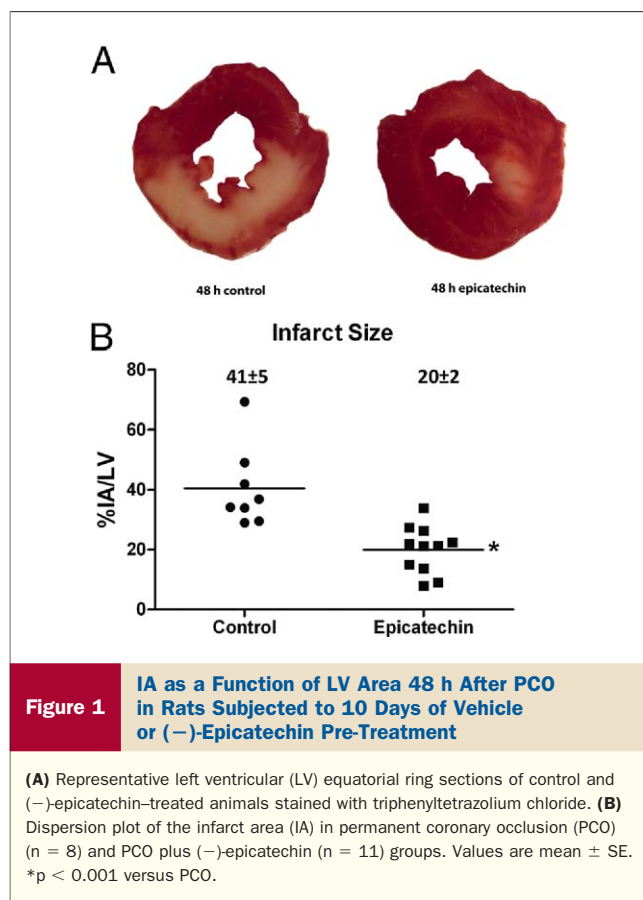 A
48 h control
48 h epicatechin
B
Infarct Size
41±5
20±2
80
60
40
20
0
%IA/LV
*
Control
Epicatechin
Figure 1
IA as a Function of LV Area 48 h After PCO
in Rats Subjected to 10 Days of Vehicle
or (−)-Epicatechin Pre-Treatment
(A) Representative left ventricular (LV) equatorial ring sections of control and
(−)-epicatechin–treated animals stained with triphenyltetrazolium chloride. (B)
Dispersion plot of the infarct area (IA) in permanent coronary occlusion (PCO)
(n = 8) and PCO plus (−)-epicatechin (n = 11) groups. Values are mean ± SE.
*p < 0.001 versus PCO.